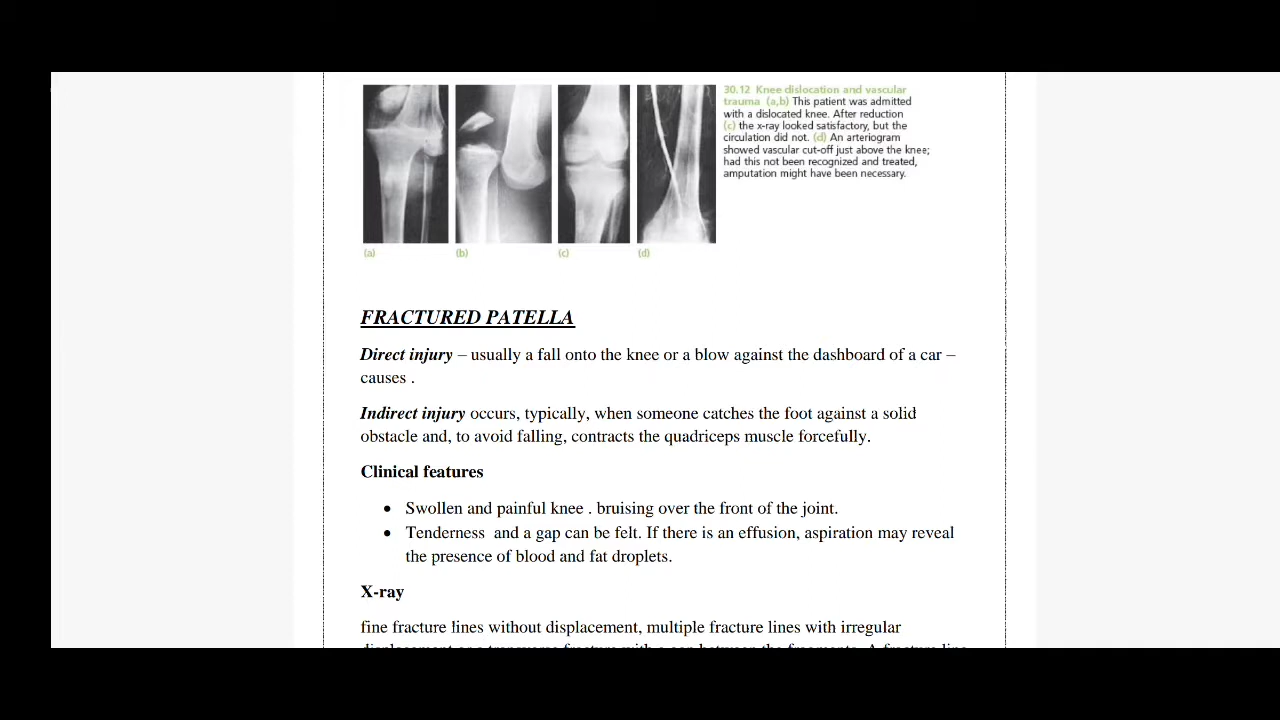 30.12 Knee dislocation and vascular
trauma (a,b) This patient was admitted
with a dislocated knee. After reduction
(c) the x-ray looked satisfactory, but the
circulation did not. (d) An arteriogram
showed vascular cut-off just above the knee;
had this not been recognized and treated,
amputation might have been necessary.
(a) (b) (c) (d)
FRACTURED PATELLA
Direct injury – usually a fall onto the knee or a blow against the dashboard of a car –
causes .
Indirect injury occurs, typically, when someone catches the foot against a solid
obstacle and, to avoid falling, contracts the quadriceps muscle forcefully.
Clinical features
• Swollen and painful knee . bruising over the front of the joint.
• Tenderness  and a gap can be felt. If there is an effusion, aspiration may reveal
the presence of blood and fat droplets.
X-ray
fine fracture lines without displacement, multiple fracture lines with irregular